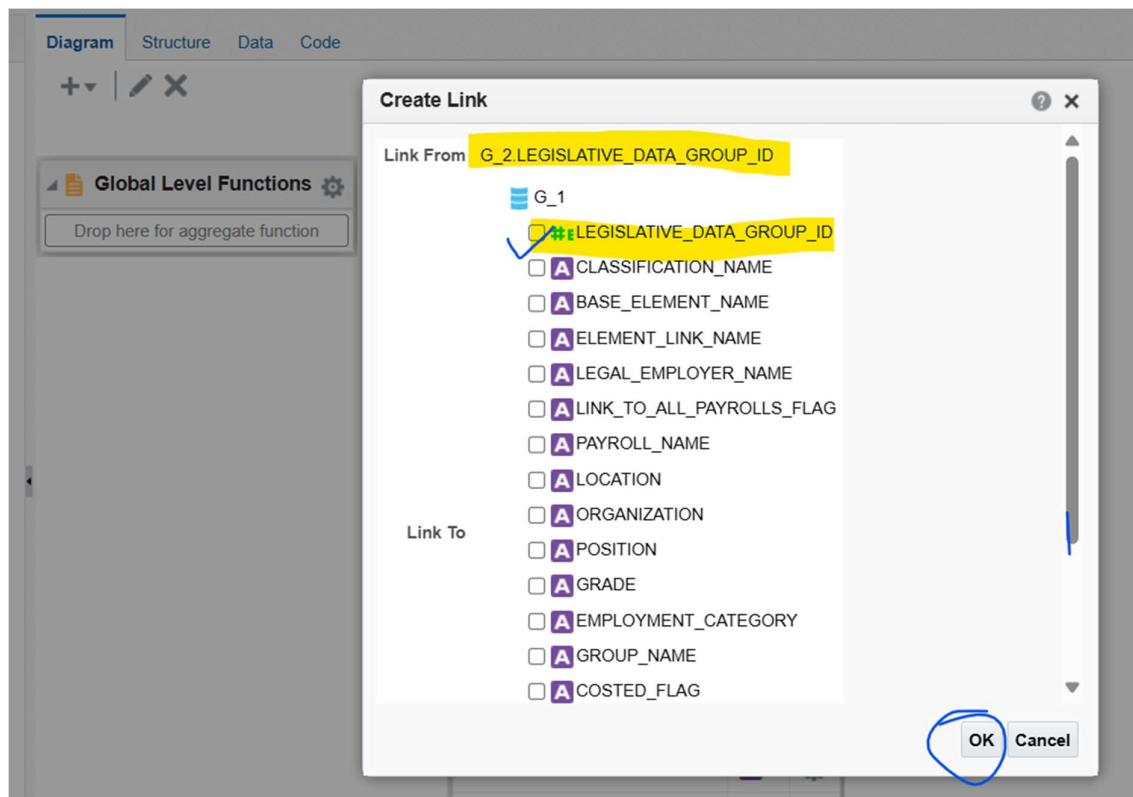 Diagram Structure Data Code
Create Link
Link From G_2.LEGISLATIVE_DATA_GROUP_ID
Global Level Functions
Drop here for aggregate function
G_1
LEGISLATIVE_DATA_GROUP_ID
CLASSIFICATION_NAME
BASE_ELEMENT_NAME
ELEMENT_LINK_NAME
LEGAL_EMPLOYER_NAME
LINK_TO_ALL_PAYROLLS_FLAG
PAYROLL_NAME
LOCATION
ORGANIZATION
Link To
POSITION
GRADE
EMPLOYMENT_CATEGORY
GROUP_NAME
COSTED_FLAG
OK Cancel